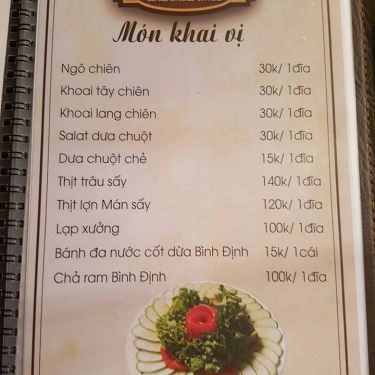 Món khai vị
Ngô chiên 30k/ 1đĩa
Khoai tây chiên 30k/ 1đĩa
Khoai lang chiên 30k/ 1đĩa
Salat dưa chuột 30k/ 1đĩa
Dưa chuột chẻ 15k/ 1đĩa
Thịt trâu sấy 140k/ 1đĩa
Thịt lợn Mán sấy 120k/ 1đĩa
Lạp xưởng 100k/ 1đĩa
Bánh đa nước cốt dừa Bình Định 15k/ 1cái
Chả ram Bình Định 100k/ 1đĩa